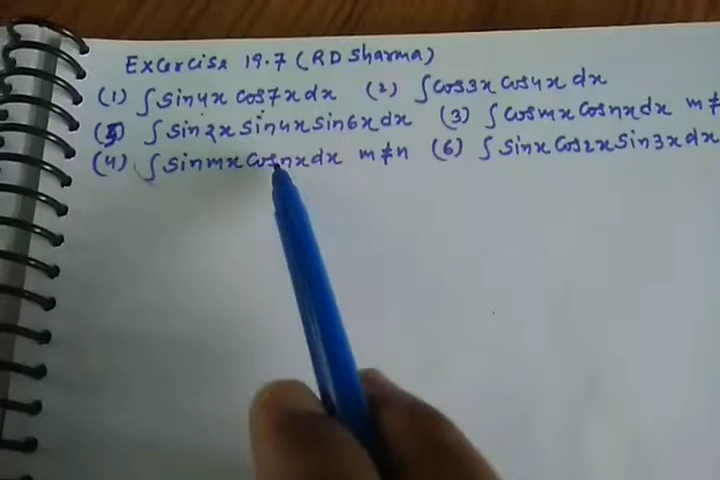 Exercise 19.7 (RD Sharma)
(1) ∫ sin4x cos7x dx (2) ∫ cos3x cos4x dx
(5) ∫ sin2x sin4x sin6x dx (3) ∫ cosmx cosnx dx m≠
(4) ∫ sinmx cosnx dx m≠n (6) ∫ sinx cos2x sin3x dx